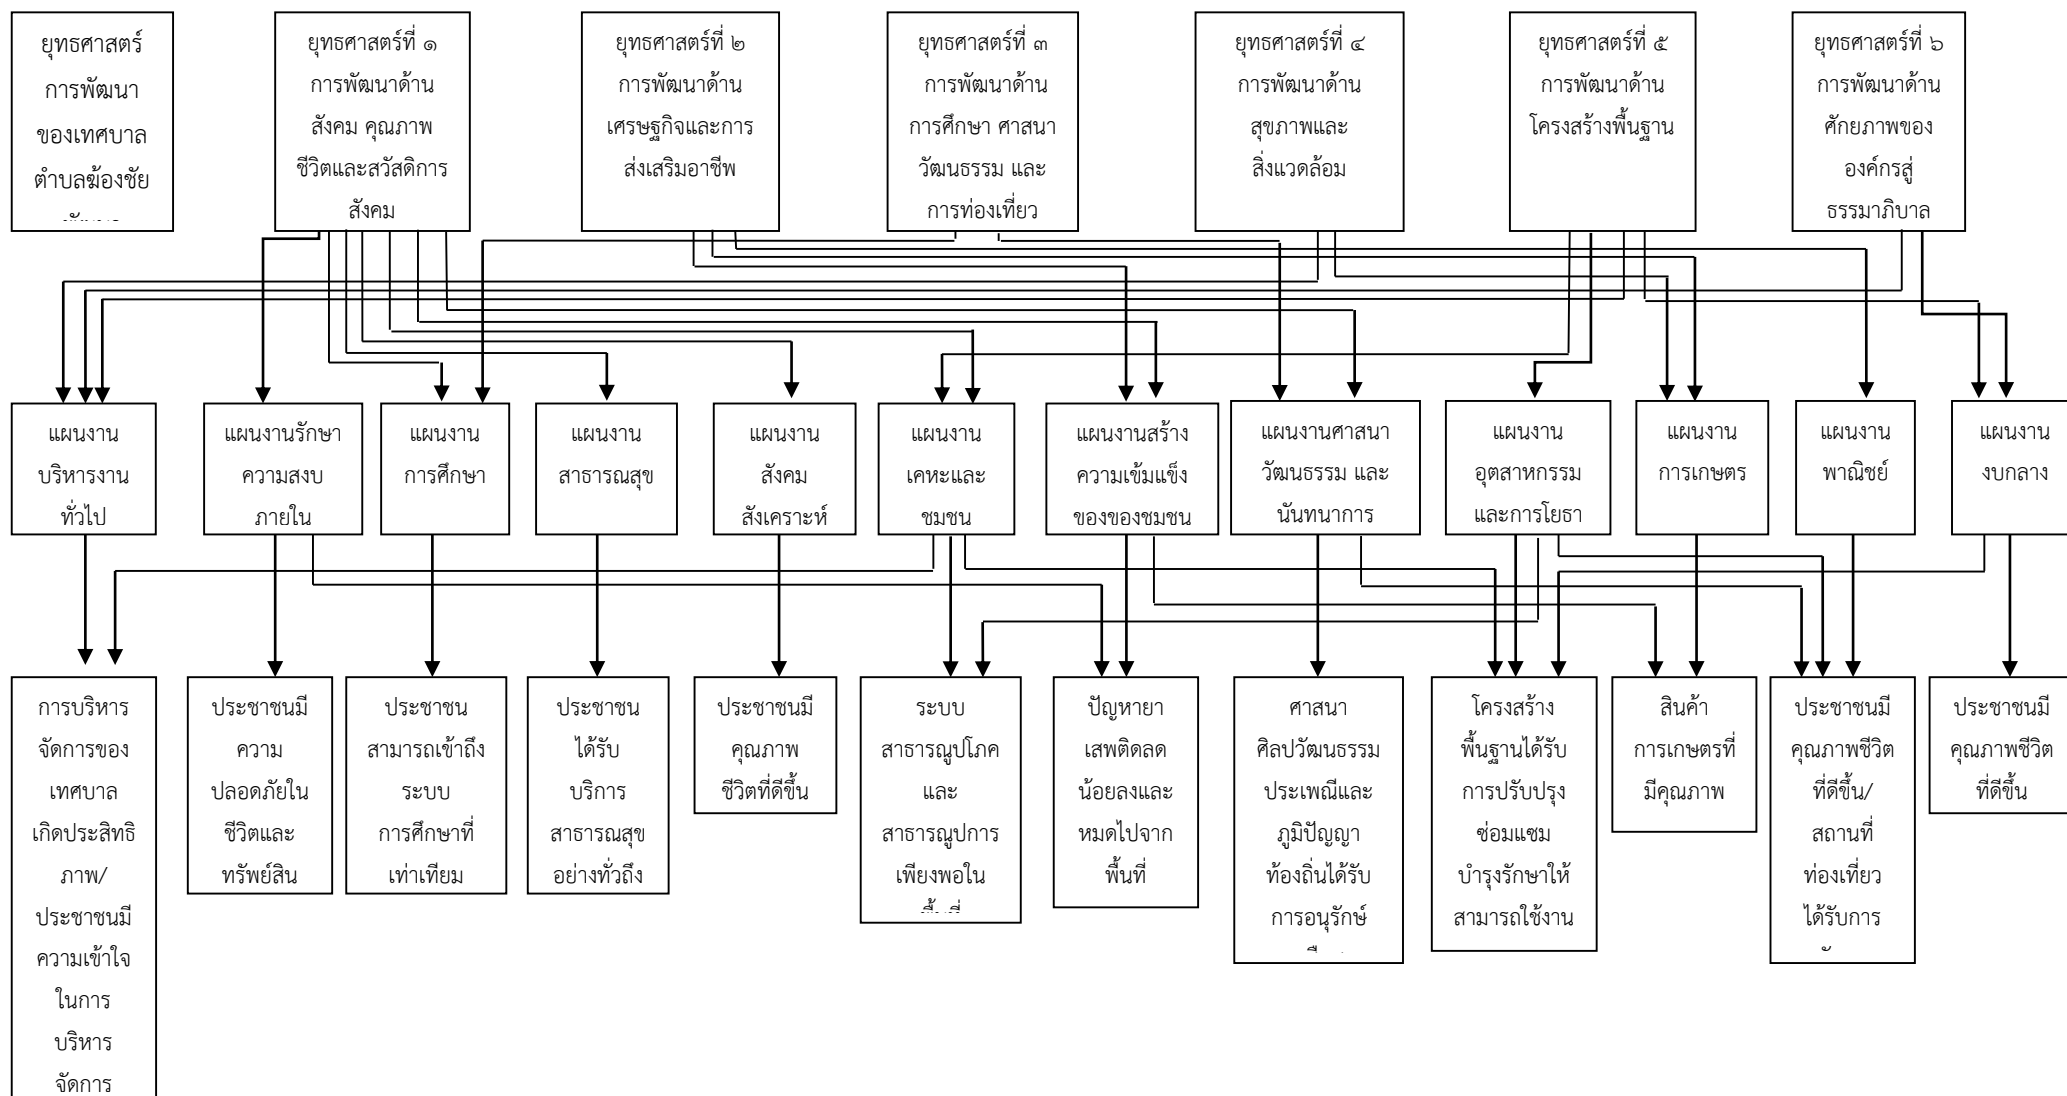 ยุทธศาสตร์
การพัฒนา
ของเทศบาล
ตำบลฆ้องชัย
ยุทธศาสตร์ที่ ๑
การพัฒนาด้าน
สังคม คุณภาพ
ชีวิตและสวัสดิการ
สังคม
ยุทธศาสตร์ที่ ๒
การพัฒนาด้าน
เศรษฐกิจและการ
ส่งเสริมอาชีพ
ยุทธศาสตร์ที่ ๓
การพัฒนาด้าน
การศึกษา ศาสนา
วัฒนธรรม และ
การท่องเที่ยว
ยุทธศาสตร์ที่ ๔
การพัฒนาด้าน
สุขภาพและ
สิ่งแวดล้อม
ยุทธศาสตร์ที่ ๕
การพัฒนาด้าน
โครงสร้างพื้นฐาน
ยุทธศาสตร์ที่ ๖
การพัฒนาด้าน
ศักยภาพของ
องค์กรสู่
ธรรมาภิบาล
แผนงาน
บริหารงาน
ทั่วไป
แผนงานรักษา
ความสงบ
ภายใน
แผนงาน
การศึกษา
แผนงาน
สาธารณสุข
แผนงาน
สังคม
สังเคราะห์
แผนงาน
เคหะและ
ชมชน
แผนงานสร้าง
ความเข้มแข็ง
ของของชมชน
แผนงานศาสนา
วัฒนธรรม และ
นันทนาการ
แผนงาน
อุตสาหกรรม
และการโยธา
แผนงาน
การเกษตร
แผนงาน
พาณิชย์
แผนงาน
งบกลาง
การบริหาร
จัดการของ
เทศบาล
เกิดประสิทธิ
ภาพ/
ประชาชนมี
ความเข้าใจ
ในการ
บริหาร
จัดการ
ประชาชนมี
ความ
ปลอดภัยใน
ชีวิตและ
ทรัพย์สิน
ประชาชน
สามารถเข้าถึง
ระบบ
การศึกษาที่
เท่าเทียม
ประชาชน
ได้รับ
บริการ
สาธารณสุข
อย่างทั่วถึง
ประชาชนมี
คุณภาพ
ชีวิตที่ดีขึ้น
ระบบ
สาธารณูปโภค
และ
สาธารณูปการ
เพียงพอใน
ปัญหายา
เสพติดลด
น้อยลงและ
หมดไปจาก
พื้นที่
ศาสนา
ศิลปวัฒนธรรม
ประเพณีและ
ภูมิปัญญา
ท้องถิ่นได้รับ
การอนุรักษ์
โครงสร้าง
พื้นฐานได้รับ
การปรับปรุง
ซ่อมแซม
บำรุงรักษาให้
สามารถใช้งาน
สินค้า
การเกษตรที่
มีคุณภาพ
ประชาชนมี
คุณภาพชีวิต
ที่ดีขึ้น/
สถานที่
ท่องเที่ยว
ได้รับการ
ประชาชนมี
คุณภาพชีวิต
ที่ดีขึ้น